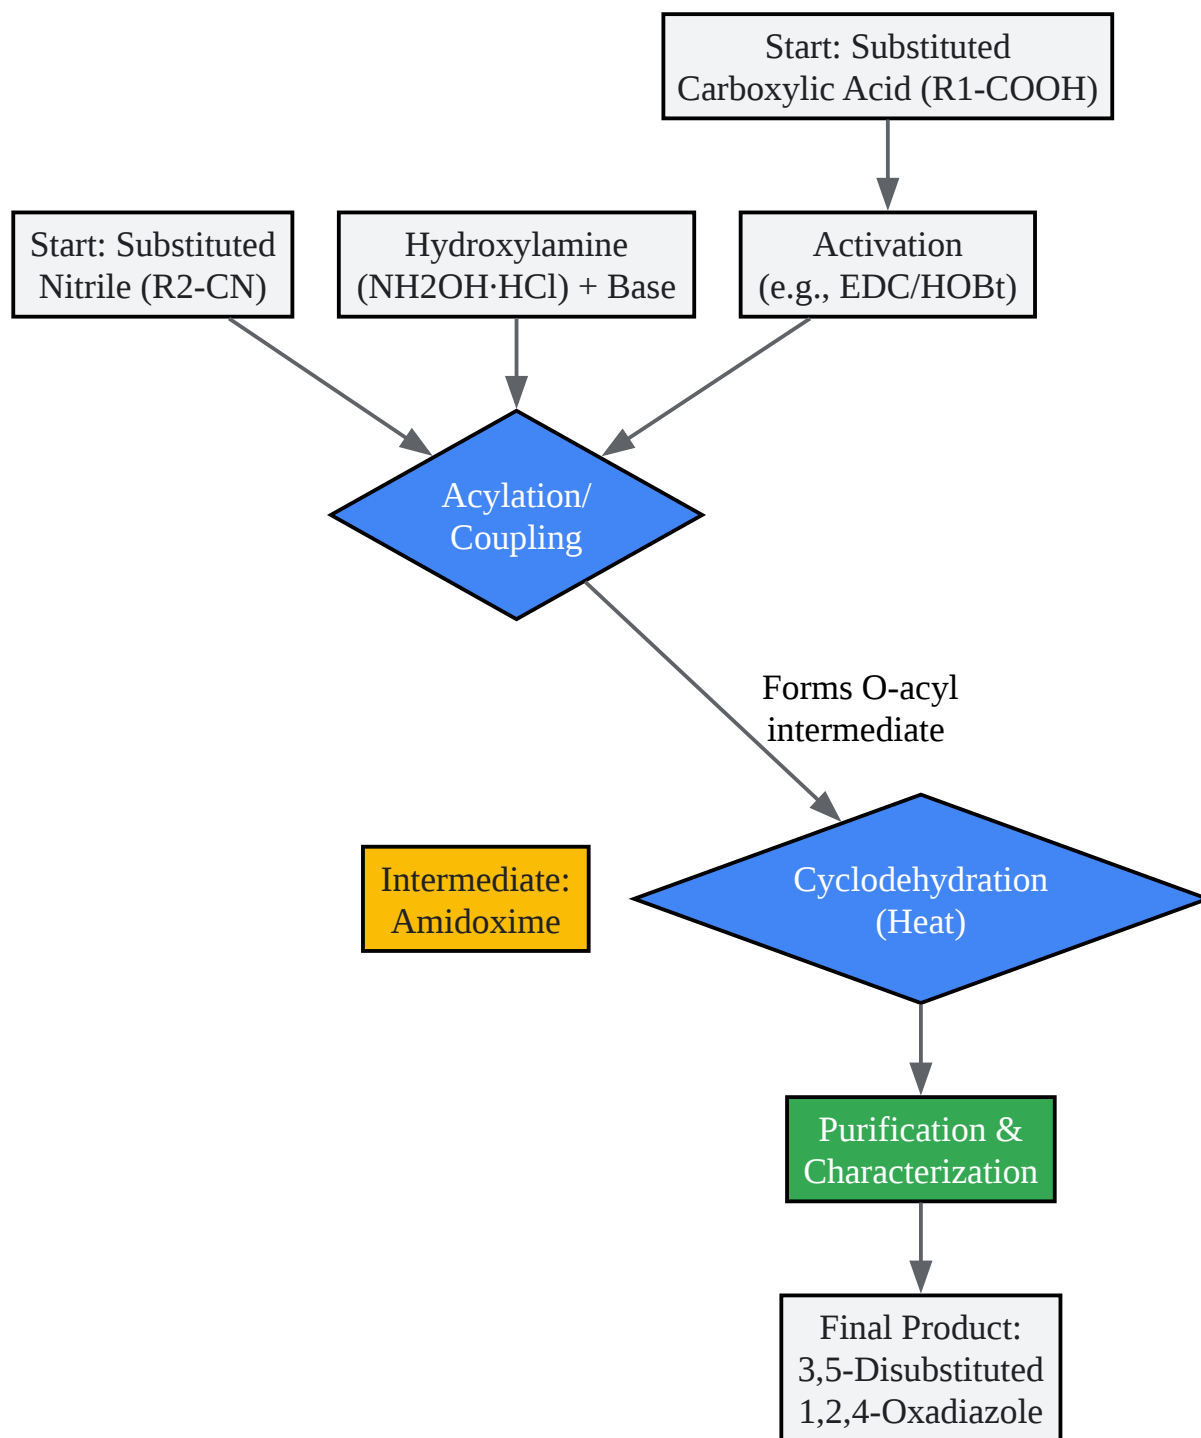 Start: Substituted
Carboxylic Acid (R1-COOH)
Start: Substituted
Nitrile (R2-CN)
Hydroxylamine
(NH2OH·HCl) + Base
Activation
(e.g., EDC/HOBt)
Acylation/
Coupling
Forms O-acyl
intermediate
Intermediate:
Amidoxime
Cyclodehydration
(Heat)
Purification &
Characterization
Final Product:
3,5-Disubstituted
1,2,4-Oxadiazole